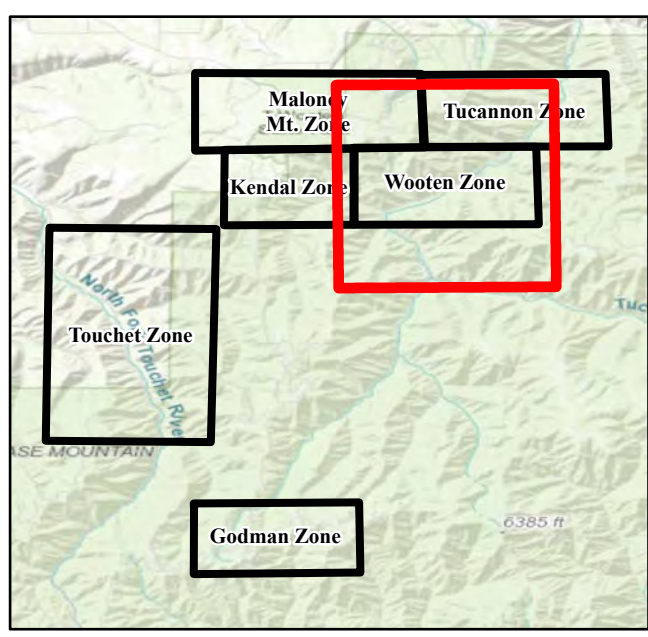 Maloney
Mt. Zone
Tucannon Zone
Kendal Zone
Wooten Zone
North Fork Touchet River
Tuc
Touchet Zone
ASE MOUNTAIN
6385 ft
Godman Zone